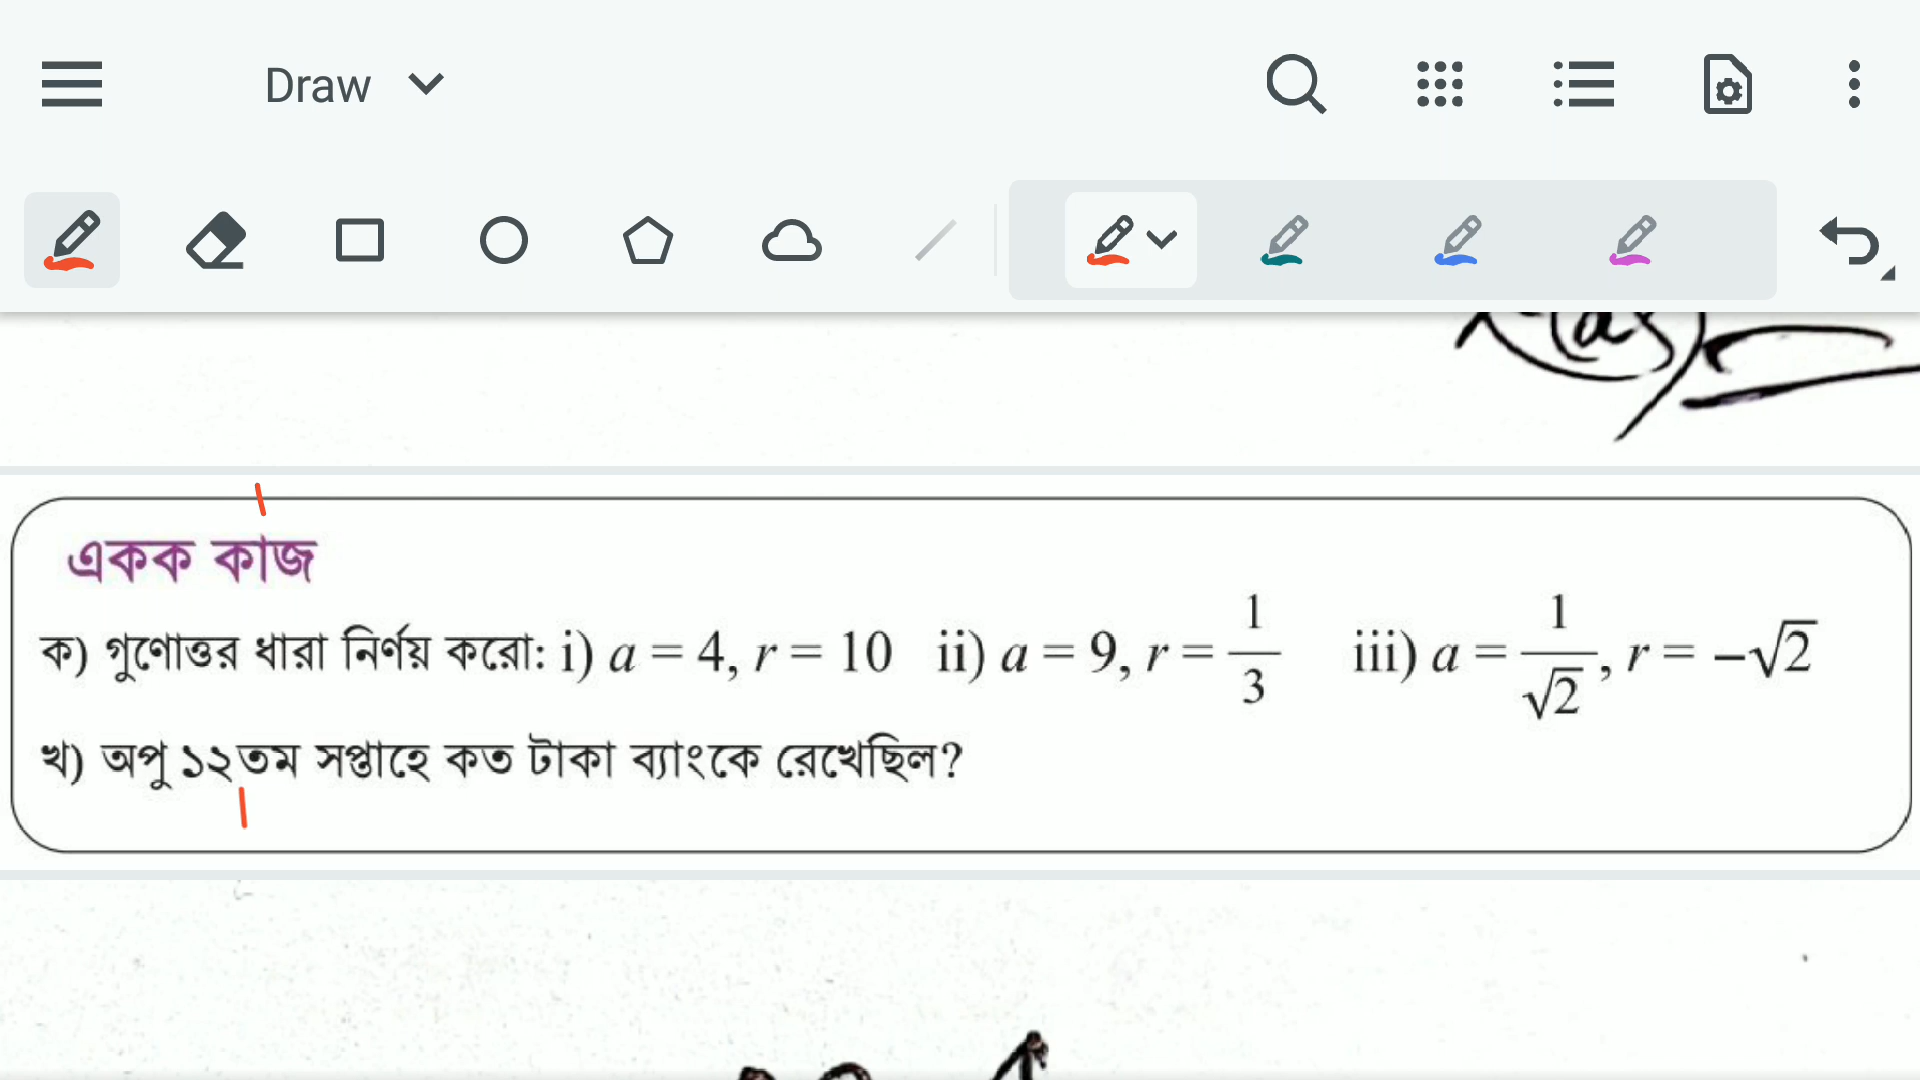 Draw
একক কাজ
ক) গুণোত্তর ধারা নির্ণয় করো: i) a = 4, r = 10 ii) a = 9, r = 1/3 iii) a = 1/√2, r = −√2
খ) অপু ১২তম সপ্তাহে কত টাকা ব্যাংকে রেখেছিল?